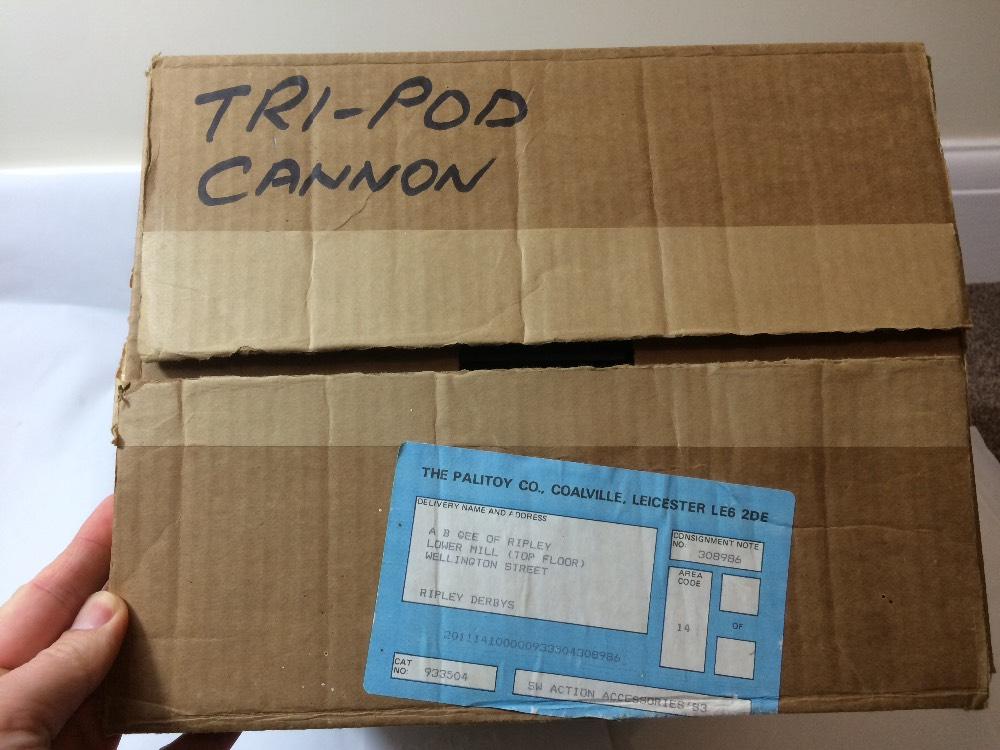 TRI-POD
CANNON
THE PALITOY CO., COALVILLE, LEICESTER LE6 2DE
DELIVERY NAME AND ADDRESS
A B GEE OF RIPLEY
LOWER MILL (TOP FLOOR)
WELLINGTON STREET
RIPLEY DERBYS
CONSIGNMENT NOTE
NO. 308986
AREA
CODE
14
OF
201114100000933504308986
CAT
NO: 933504
SW ACTION ACCESSORIES'83